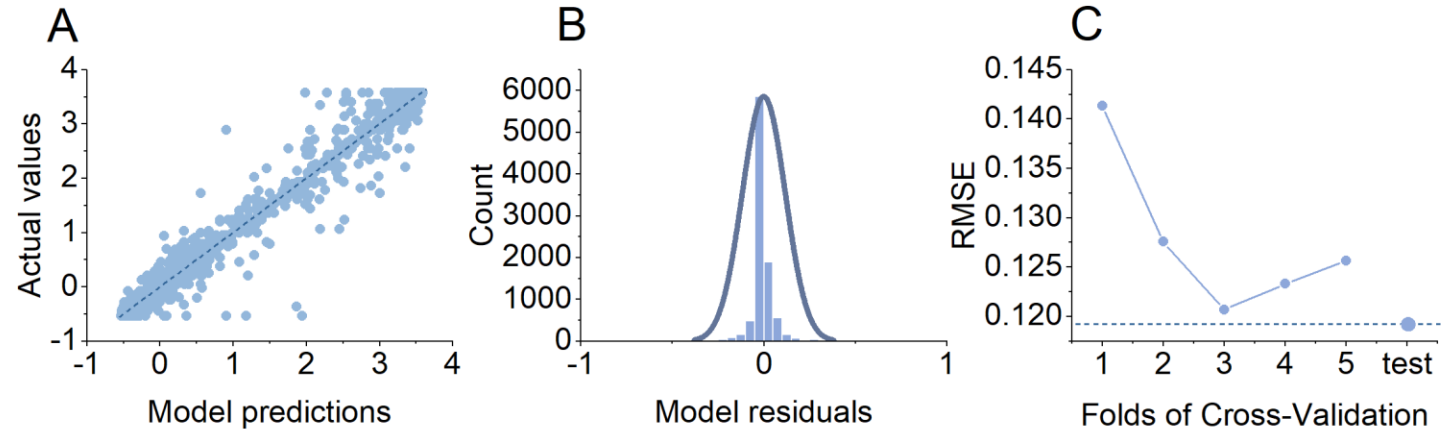 A
4
3
2
1
0
-1
-1 0 1 2 3 4
Actual values
Model predictions
B
6000
5000
4000
3000
2000
1000
0
-1 0 1
Count
Model residuals
C
0.145
0.140
0.135
0.130
0.125
0.120
1 2 3 4 5 test
RMSE
Folds of Cross-Validation